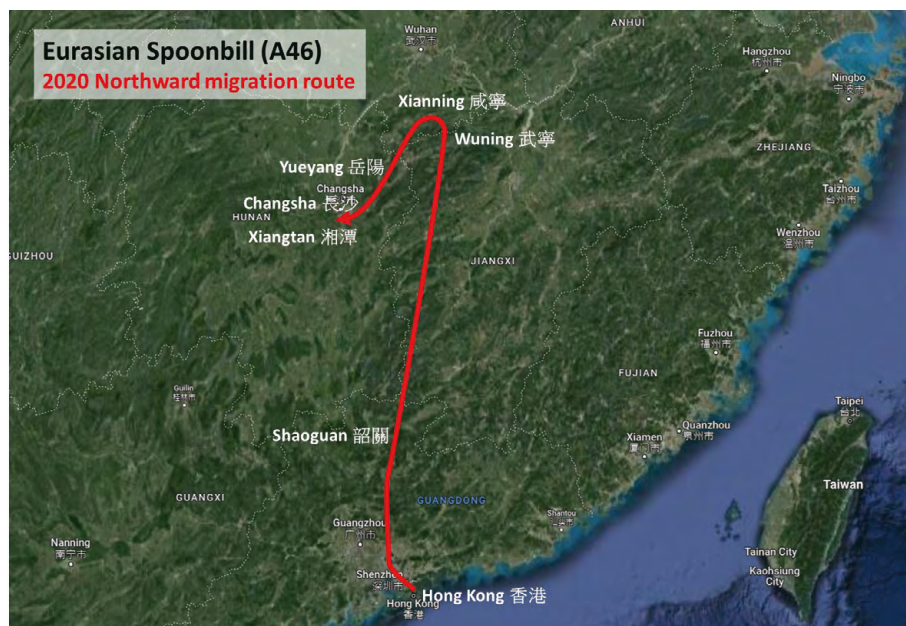 Eurasian Spoonbill (A46)
2020 Northward migration route
Wuhan
武汉市
ANHUI
Hangzhou
杭州市
Ningbo
宁波市
Xianning 咸寧
Wuning 武寧
ZHEJIANG
Yueyang 岳陽
Changsha
Changsha 長沙
HUNAN
Taizhou
台州市
Xiangtan 湘潭
Wenzhou
温州市
GUIZHOU
JIANGXI
Fuzhou
福州市
FUJIAN
Guilin
桂林市
Taipei
台北
Shaoguan 韶關
Xiamen
厦门市
Quanzhou
泉州市
Taiwan
GUANGXI
GUANGDONG
Guangzhou
广州市
Shantou
Nanning
南宁市
Tainan City
Kaohsiung
City
Shenzhen
深圳市
Hong Kong 香港
Hong Kong
香港